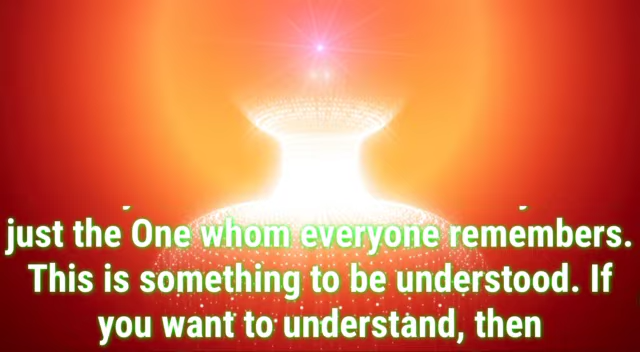 just the One whom everyone remembers.
This is something to be understood. If
you want to understand, then